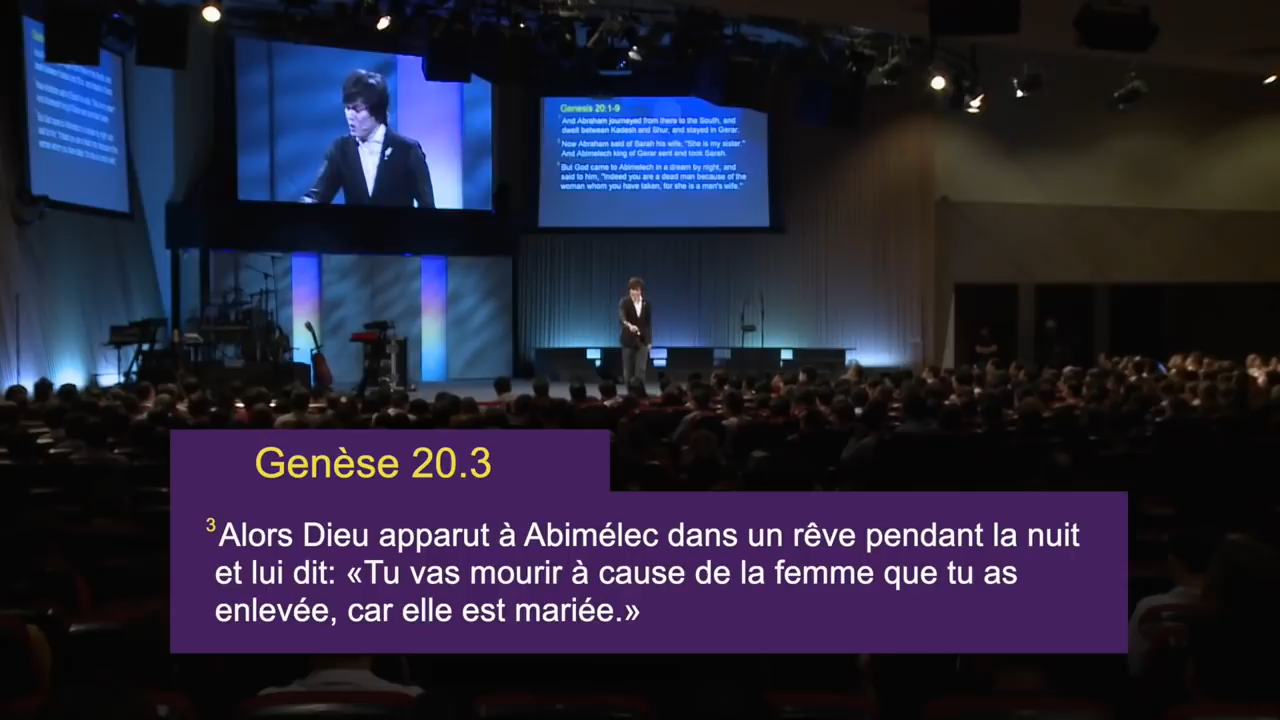 Genesis 20:1-9
And Abraham journeyed from there to the South, and
dwelt between Kadesh and Shur, and stayed in Gerar.
Now Abraham said of Sarah his wife, "She is my sister."
And Abimelech king of Gerar sent and took Sarah.
But God came to Abimelech in a dream by night, and
said to him, "Indeed you are a dead man because of the
woman whom you have taken, for she is a man's wife."
Genèse 20.3
3 Alors Dieu apparut à Abimélec dans un rêve pendant la nuit
et lui dit: «Tu vas mourir à cause de la femme que tu as
enlevée, car elle est mariée.»